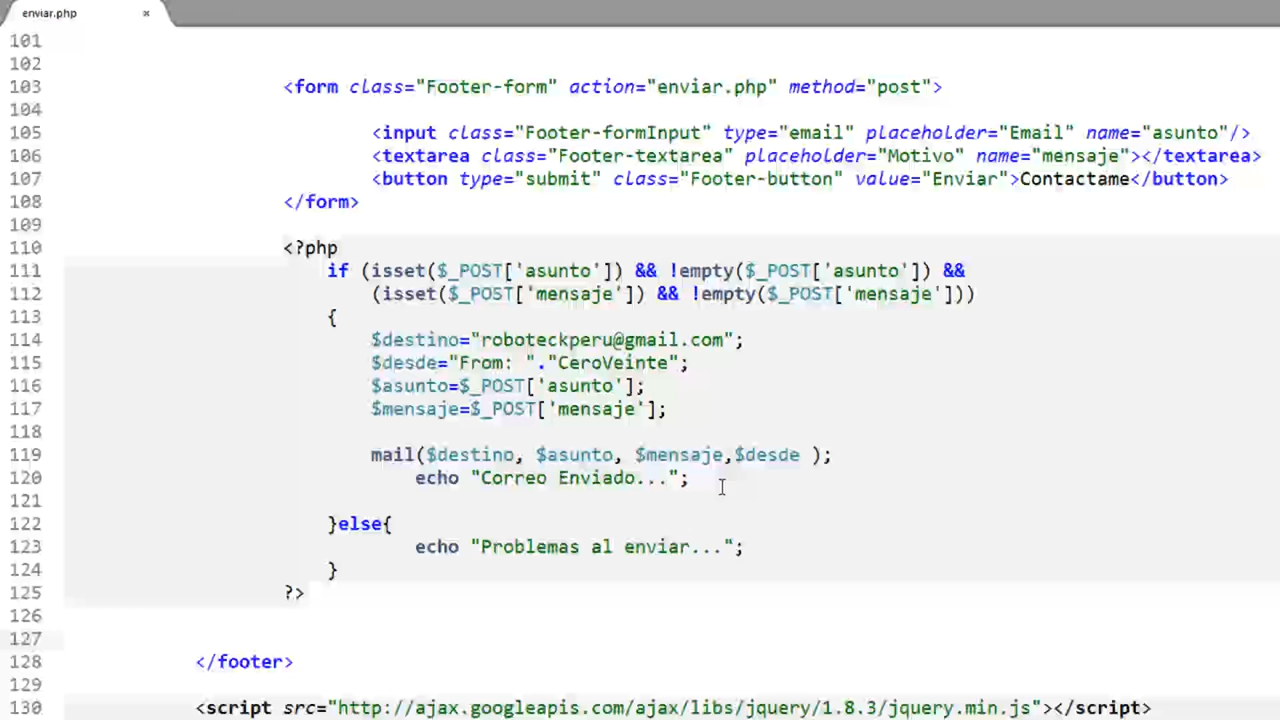 enviar.php ×
101
102
103 <form class="Footer-form" action="enviar.php" method="post">
104
105 <input class="Footer-formInput" type="email" placeholder="Email" name="asunto"/>
106 <textarea class="Footer-textarea" placeholder="Motivo" name="mensaje"></textarea>
107 <button type="submit" class="Footer-button" value="Enviar">Contactame</button>
108 </form>
109
110 <?php
111 if (isset($_POST['asunto']) && !empty($_POST['asunto']) &&
112 (isset($_POST['mensaje']) && !empty($_POST['mensaje']))
113 {
114 $destino="roboteckperu@gmail.com";
115 $desde="From: "."CeroVeinte";
116 $asunto=$_POST['asunto'];
117 $mensaje=$_POST['mensaje'];
118
119 mail($destino, $asunto, $mensaje,$desde );
120 echo "Correo Enviado...";
121
122 }else{
123 echo "Problemas al enviar...";
124 }
125 ?>
126
127
128 </footer>
129
130 <script src="http://ajax.googleapis.com/ajax/libs/jquery/1.8.3/jquery.min.js"></script>